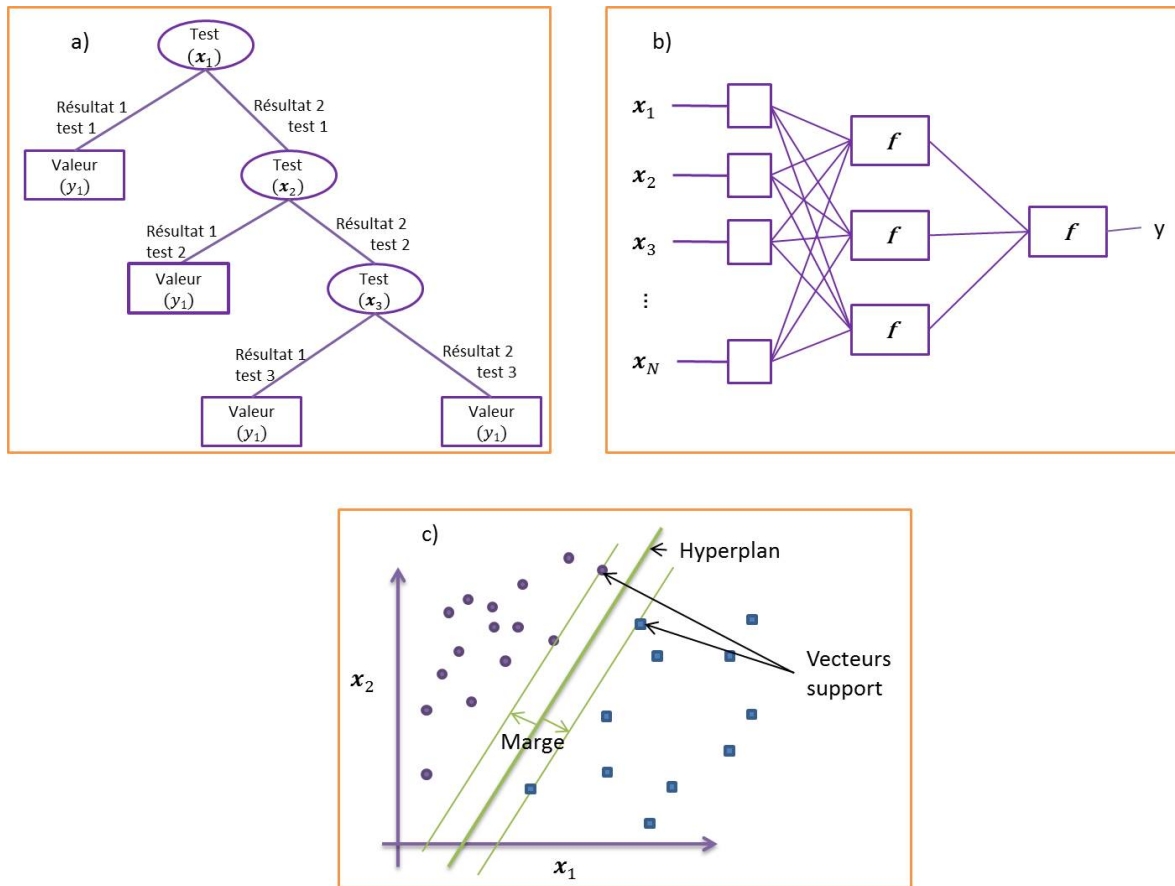 a)
Test
(x₁)
Résultat 1
test 1
Résultat 2
test 1
Valeur
(y₁)
Test
(x₂)
Résultat 1
test 2
Résultat 2
test 2
Valeur
(y₁)
Test
(x₃)
Résultat 1
test 3
Résultat 2
test 3
Valeur
(y₁)
Valeur
(y₁)
b)
x₁
x₂
x₃
...
x_N
f
f
f
f
y
c)
Hyperplan
Vecteurs
support
Marge
x₂
x₁